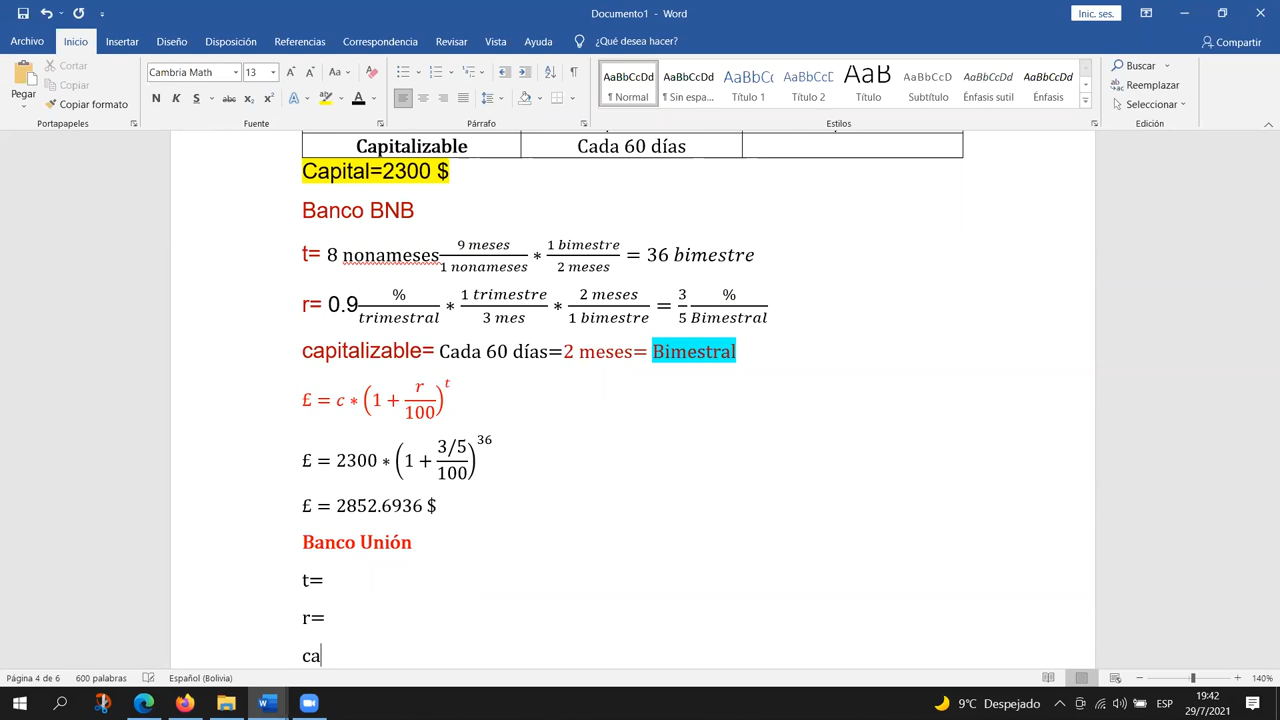 Documento1 - Word
Inic. ses.
Archivo Inicio Insertar Diseño Disposición Referencias Correspondencia Revisar Vista Ayuda ¿Qué desea hacer? Compartir
Pegar
Cortar
Copiar
Copiar formato
Portapapeles
Cambria Math 13
N K S abc x₂ x²
Fuente
Párrafo
AaBbCcDd AaBbCcDd AaBbCc AaBbCcD AaB AaBbCcD AaBbCcDd AaBbCcDd
¶ Normal ¶ Sin espa... Título 1 Título 2 Título Subtítulo Énfasis sutil Énfasis
Estilos
Buscar
Reemplazar
Seleccionar
Edición
Capitalizable Cada 60 días
Capital=2300 $
Banco BNB
t= 8 nonameses 9 meses/1 nonameses * 1 bimestre/2 meses = 36 bimestre
r= 0.9 %/trimestral * 1 trimestre/3 mes * 2 meses/1 bimestre = 3/5 %/Bimestral
capitalizable= Cada 60 días=2 meses= Bimestral
£ = c * (1 + r/100)^t
£ = 2300 * (1 + 3/5/100)^36
£ = 2852.6936 $
Banco Unión
t=
r=
ca
Página 4 de 6 600 palabras Español (Bolivia) 140%
9°C Despejado ESP 19:42
29/7/2021